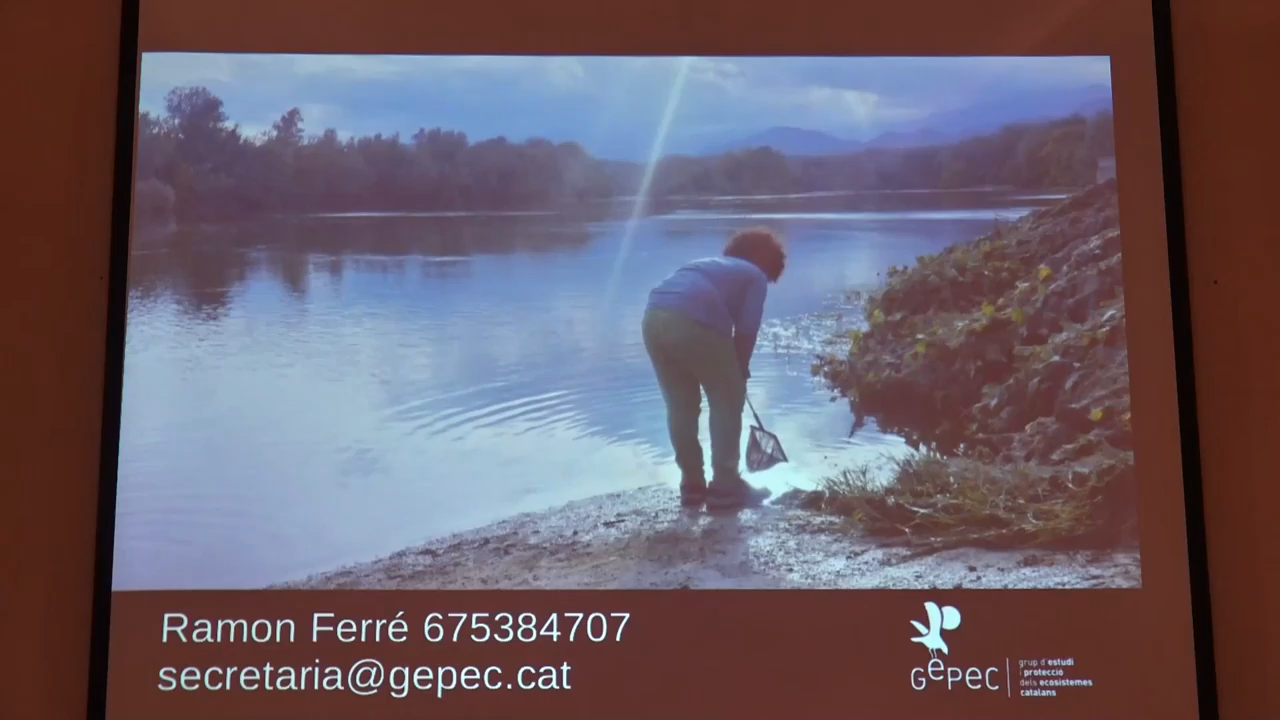 Ramon Ferré 675384707
secretaria@gepec.cat
GEPEC
grup d'estudi
i protecció
dels ecosistemes
catalans